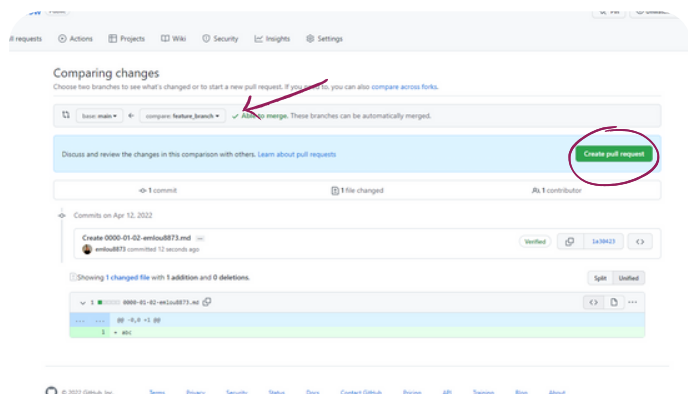 Actions Projects Wiki Security Insights Settings
Comparing changes
Choose two branches to see what's changed or to start a new pull request. If you need to, you can also compare across forks.
base: main ← compare: feature_branch ✓ Able to merge. These branches can be automatically merged.
Discuss and review the changes in this comparison with others. Learn about pull requests
Create pull request
1 commit 1 file changed 1 contributor
Commits on Apr 12, 2022
Create 0000-01-02-emlou8873.md ...
emlou8873 committed 12 seconds ago
Verified 1a38423 <>
Showing 1 changed file with 1 addition and 0 deletions.
Split Unified
1 0000-01-02-emlou8873.md <> ...
... ... @@ -0,0 +1 @@
1 + abc
© 2022 GitHub, Inc. Terms Privacy Security Status Docs Contact GitHub Pricing API Training Blog About